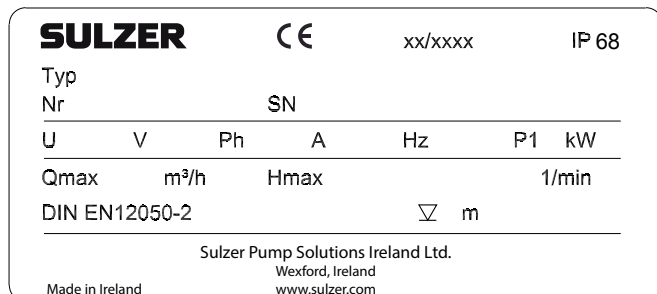 SULZER CE xx/xxxx IP 68
Typ
Nr SN
U V Ph A Hz P1 kW
Qmax m³/h Hmax 1/min
DIN EN12050-2 m
Sulzer Pump Solutions Ireland Ltd.
Wexford, Ireland
Made in Ireland www.sulzer.com